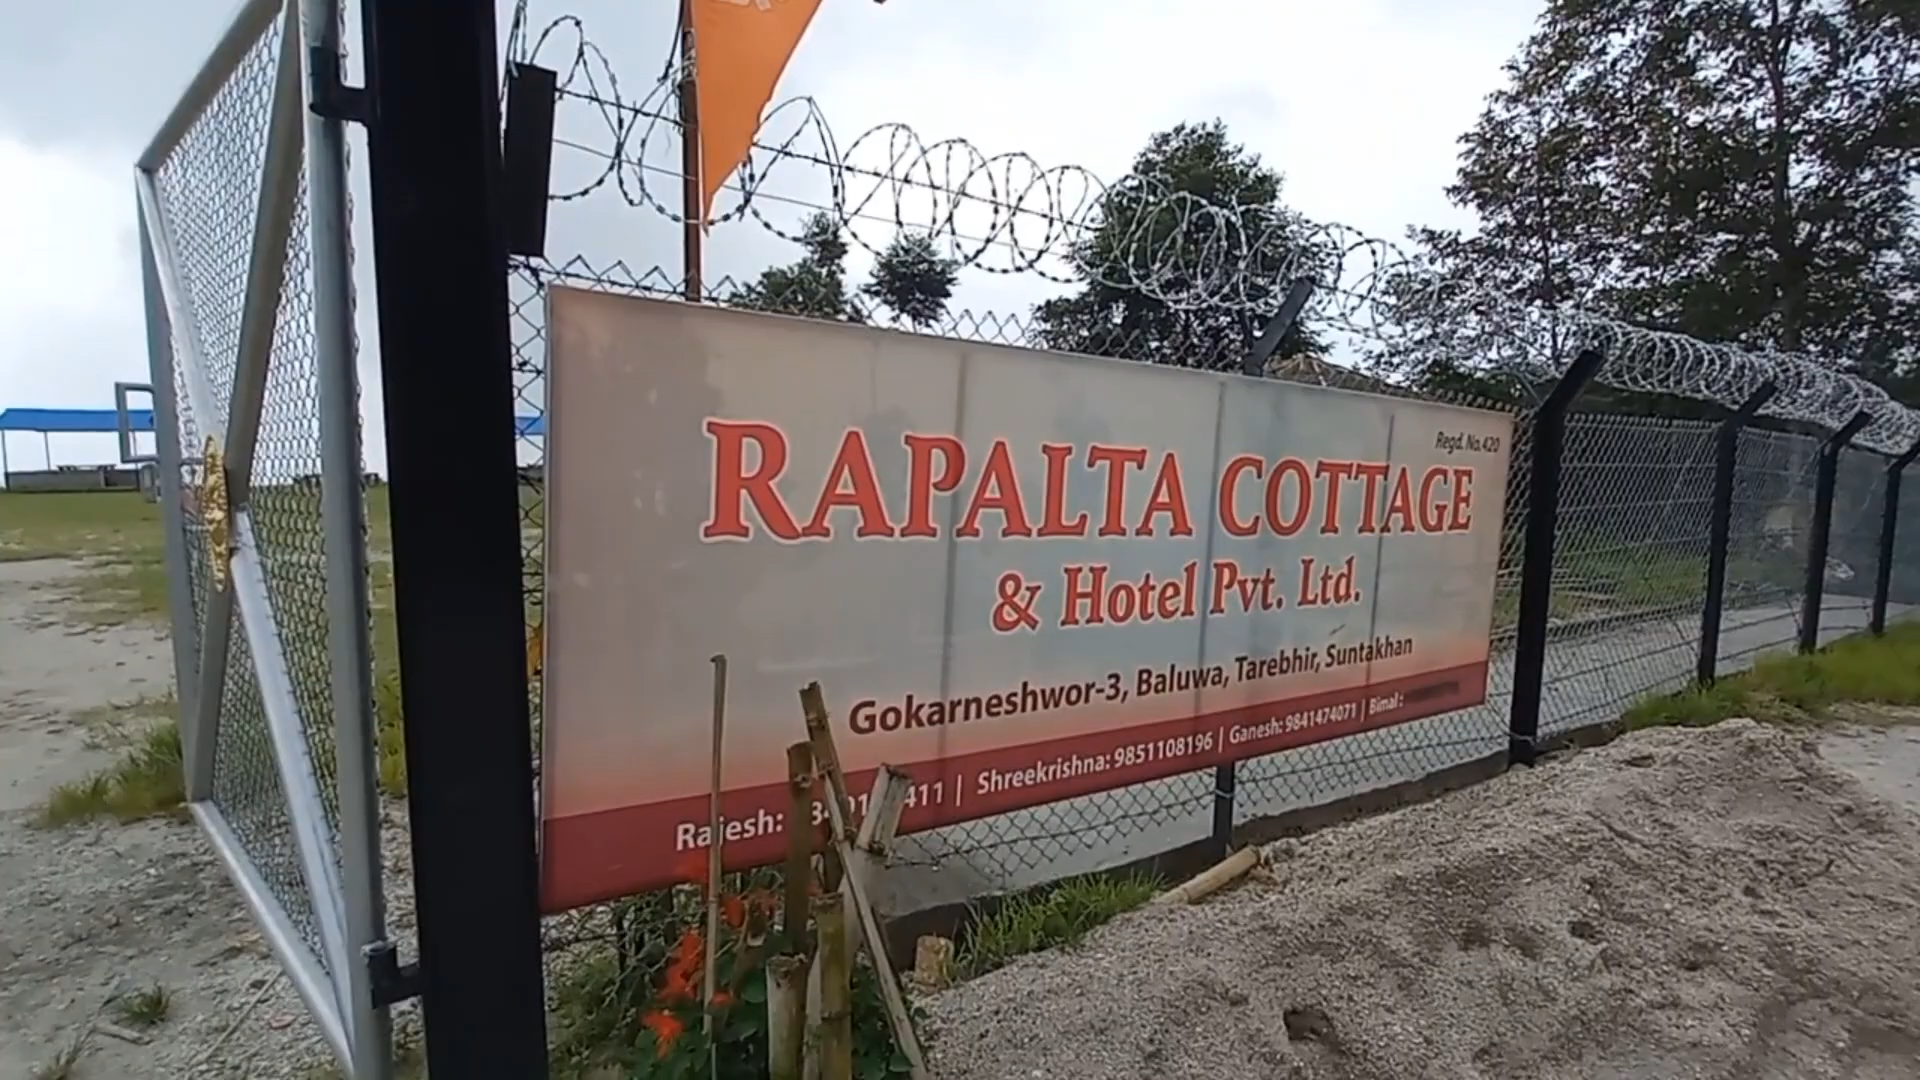 Regd. No. 420
RAPALTA COTTAGE
& Hotel Pvt. Ltd.
Gokarneshwor-3, Baluwa, Tarebhir, Suntakhan
Rajesh: | Shreekrishna: 9851108196 | Ganesh: 9841474071 | Bimal: